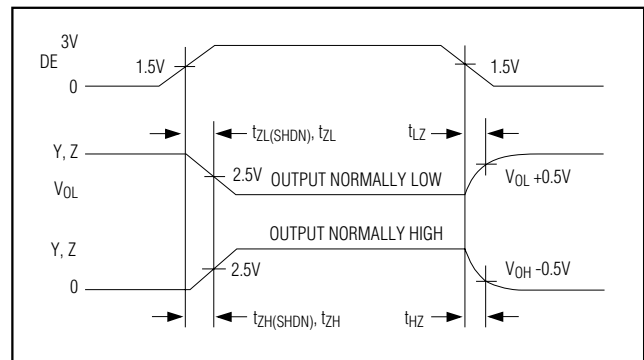 3V
DE
1.5V
1.5V
0
tZL(SHDN), tZL
tLZ
Y, Z
2.5V
OUTPUT NORMALLY LOW
VOL +0.5V
VOL
OUTPUT NORMALLY HIGH
Y, Z
2.5V
VOH -0.5V
0
tZH(SHDN), tZH
tHZ